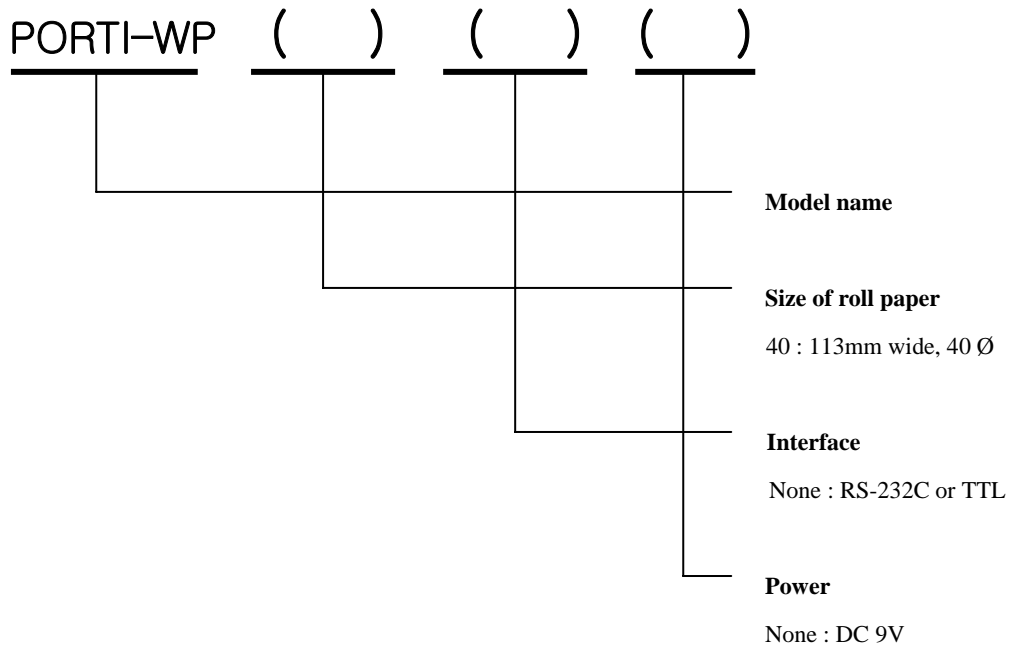 PORTI-WP ( ) ( ) ( )
Model name
Size of roll paper
40 : 113mm wide, 40 Ø
Interface
None : RS-232C or TTL
Power
None : DC 9V